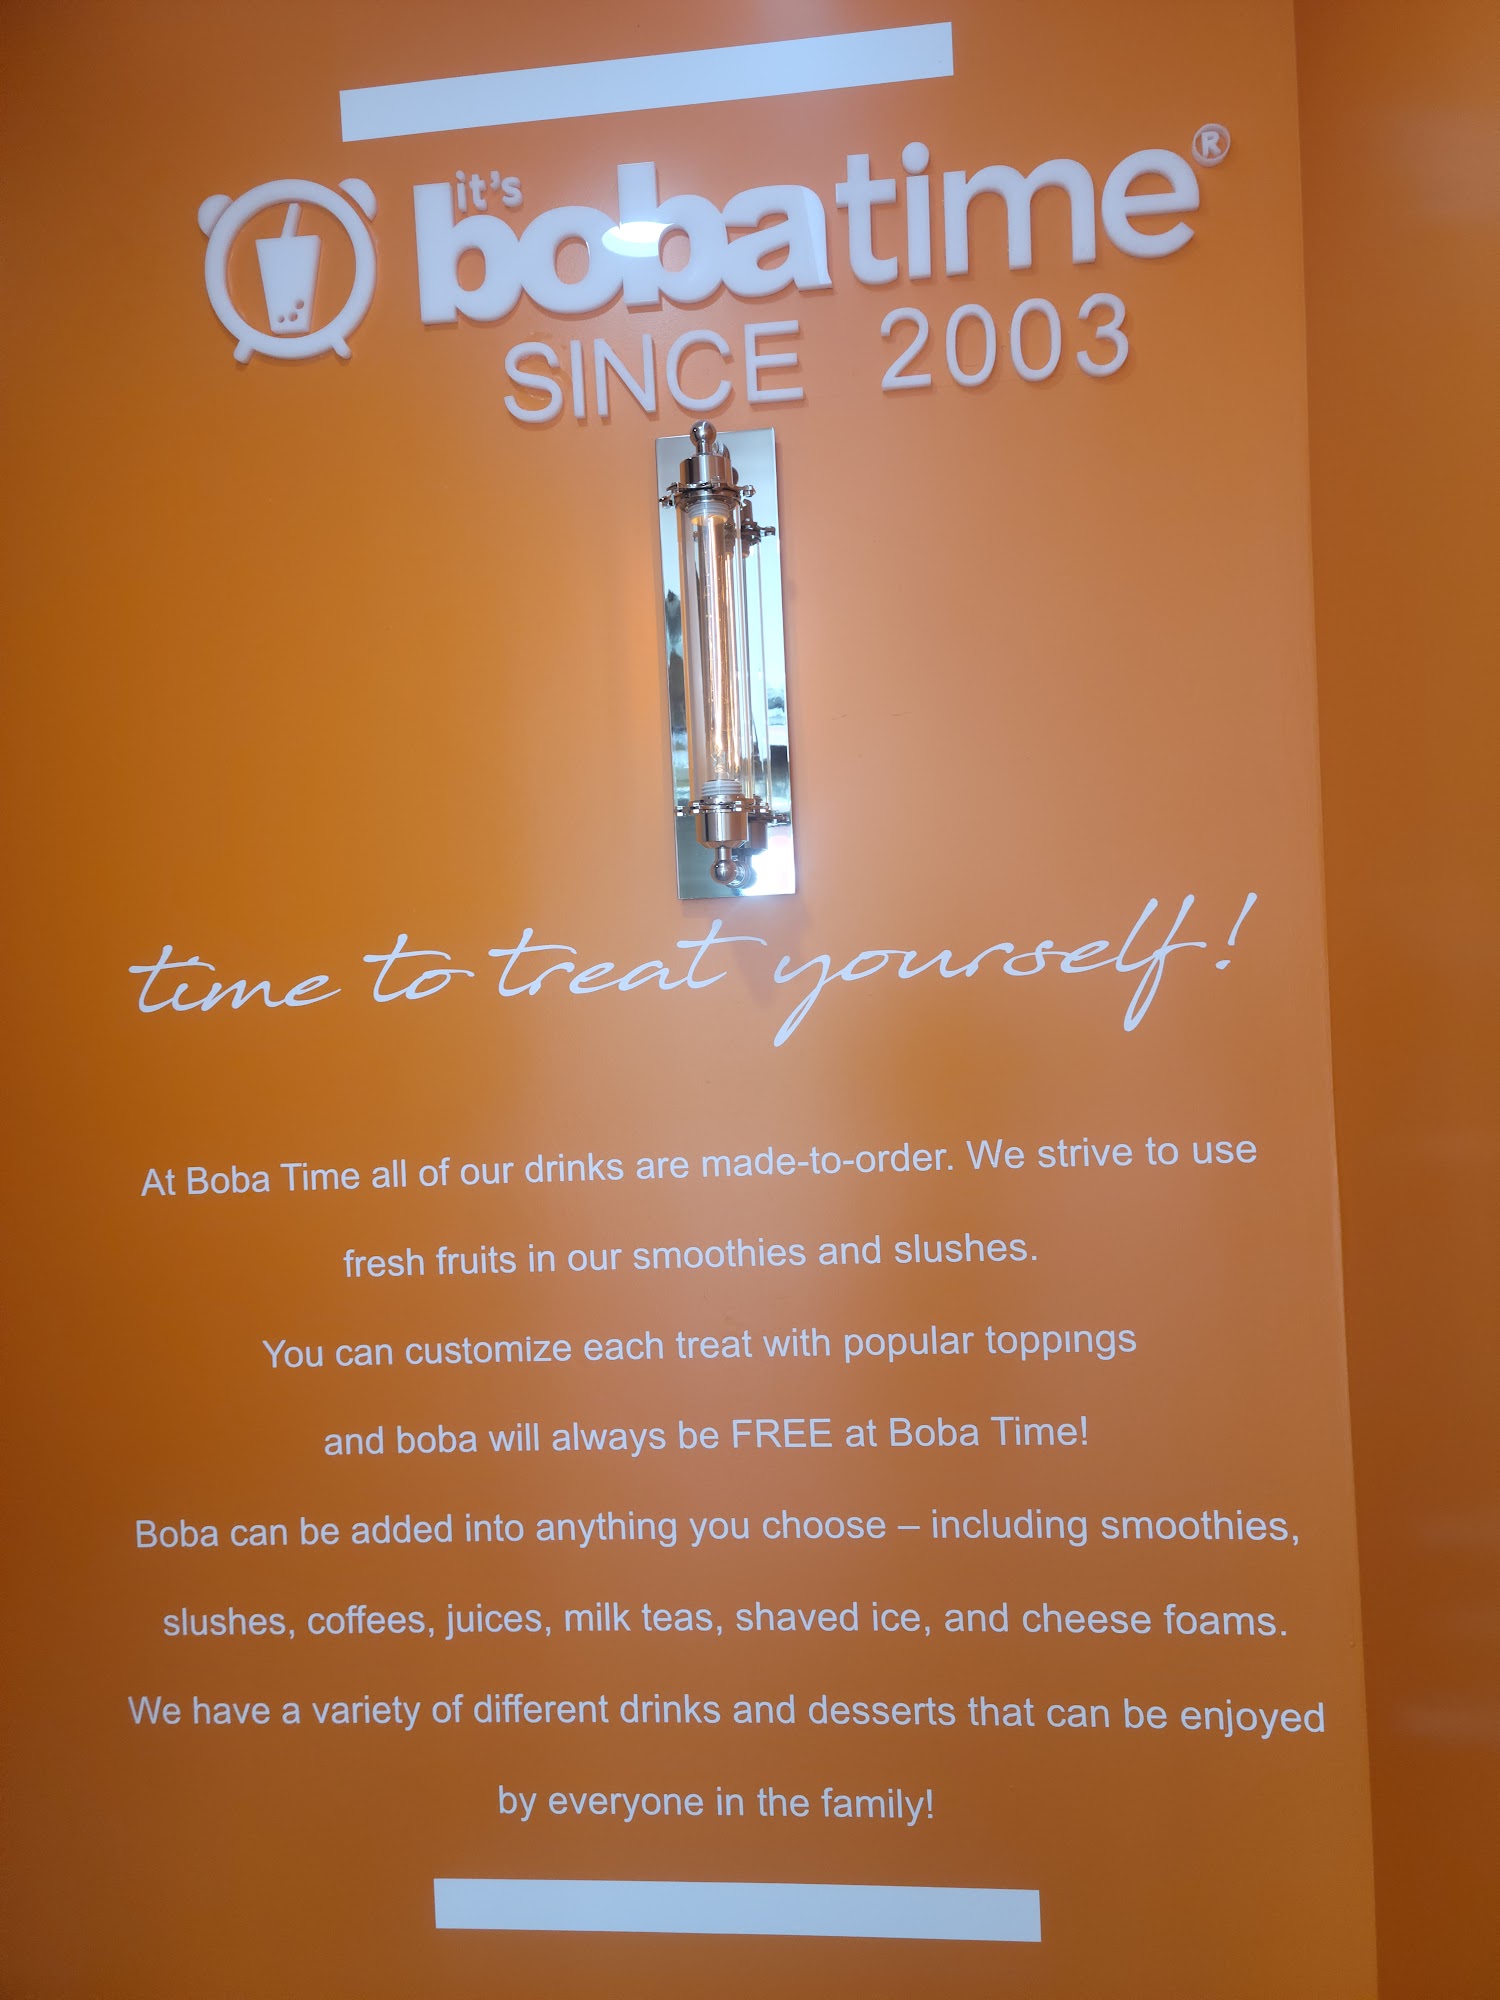 it's
bobatime®
SINCE 2003
time to treat yourself!
At Boba Time all of our drinks are made-to-order. We strive to use
fresh fruits in our smoothies and slushes.
You can customize each treat with popular toppings
and boba will always be FREE at Boba Time!
Boba can be added into anything you choose – including smoothies,
slushes, coffees, juices, milk teas, shaved ice, and cheese foams.
We have a variety of different drinks and desserts that can be enjoyed
by everyone in the family!